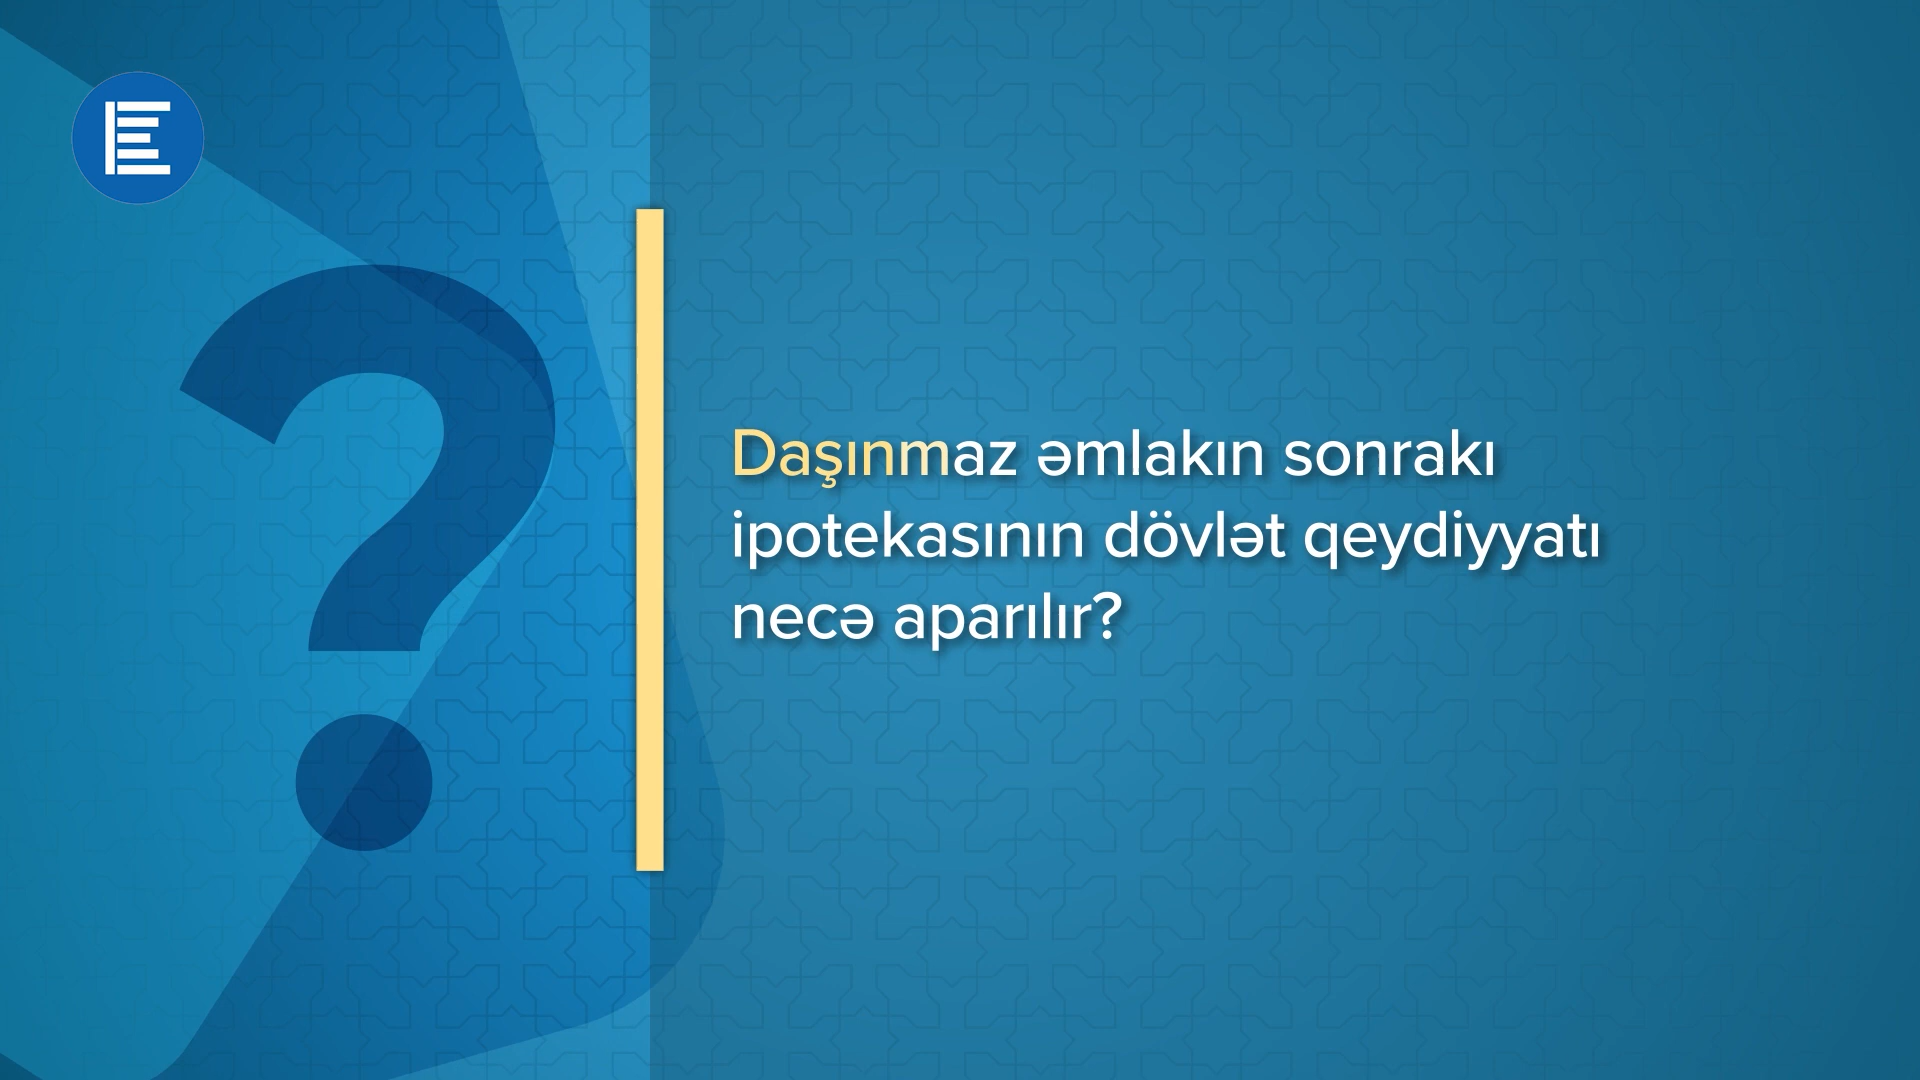 Daşınmaz əmlakın sonrakı
ipotekasının dövlət qeydiyyatı
necə aparılır?